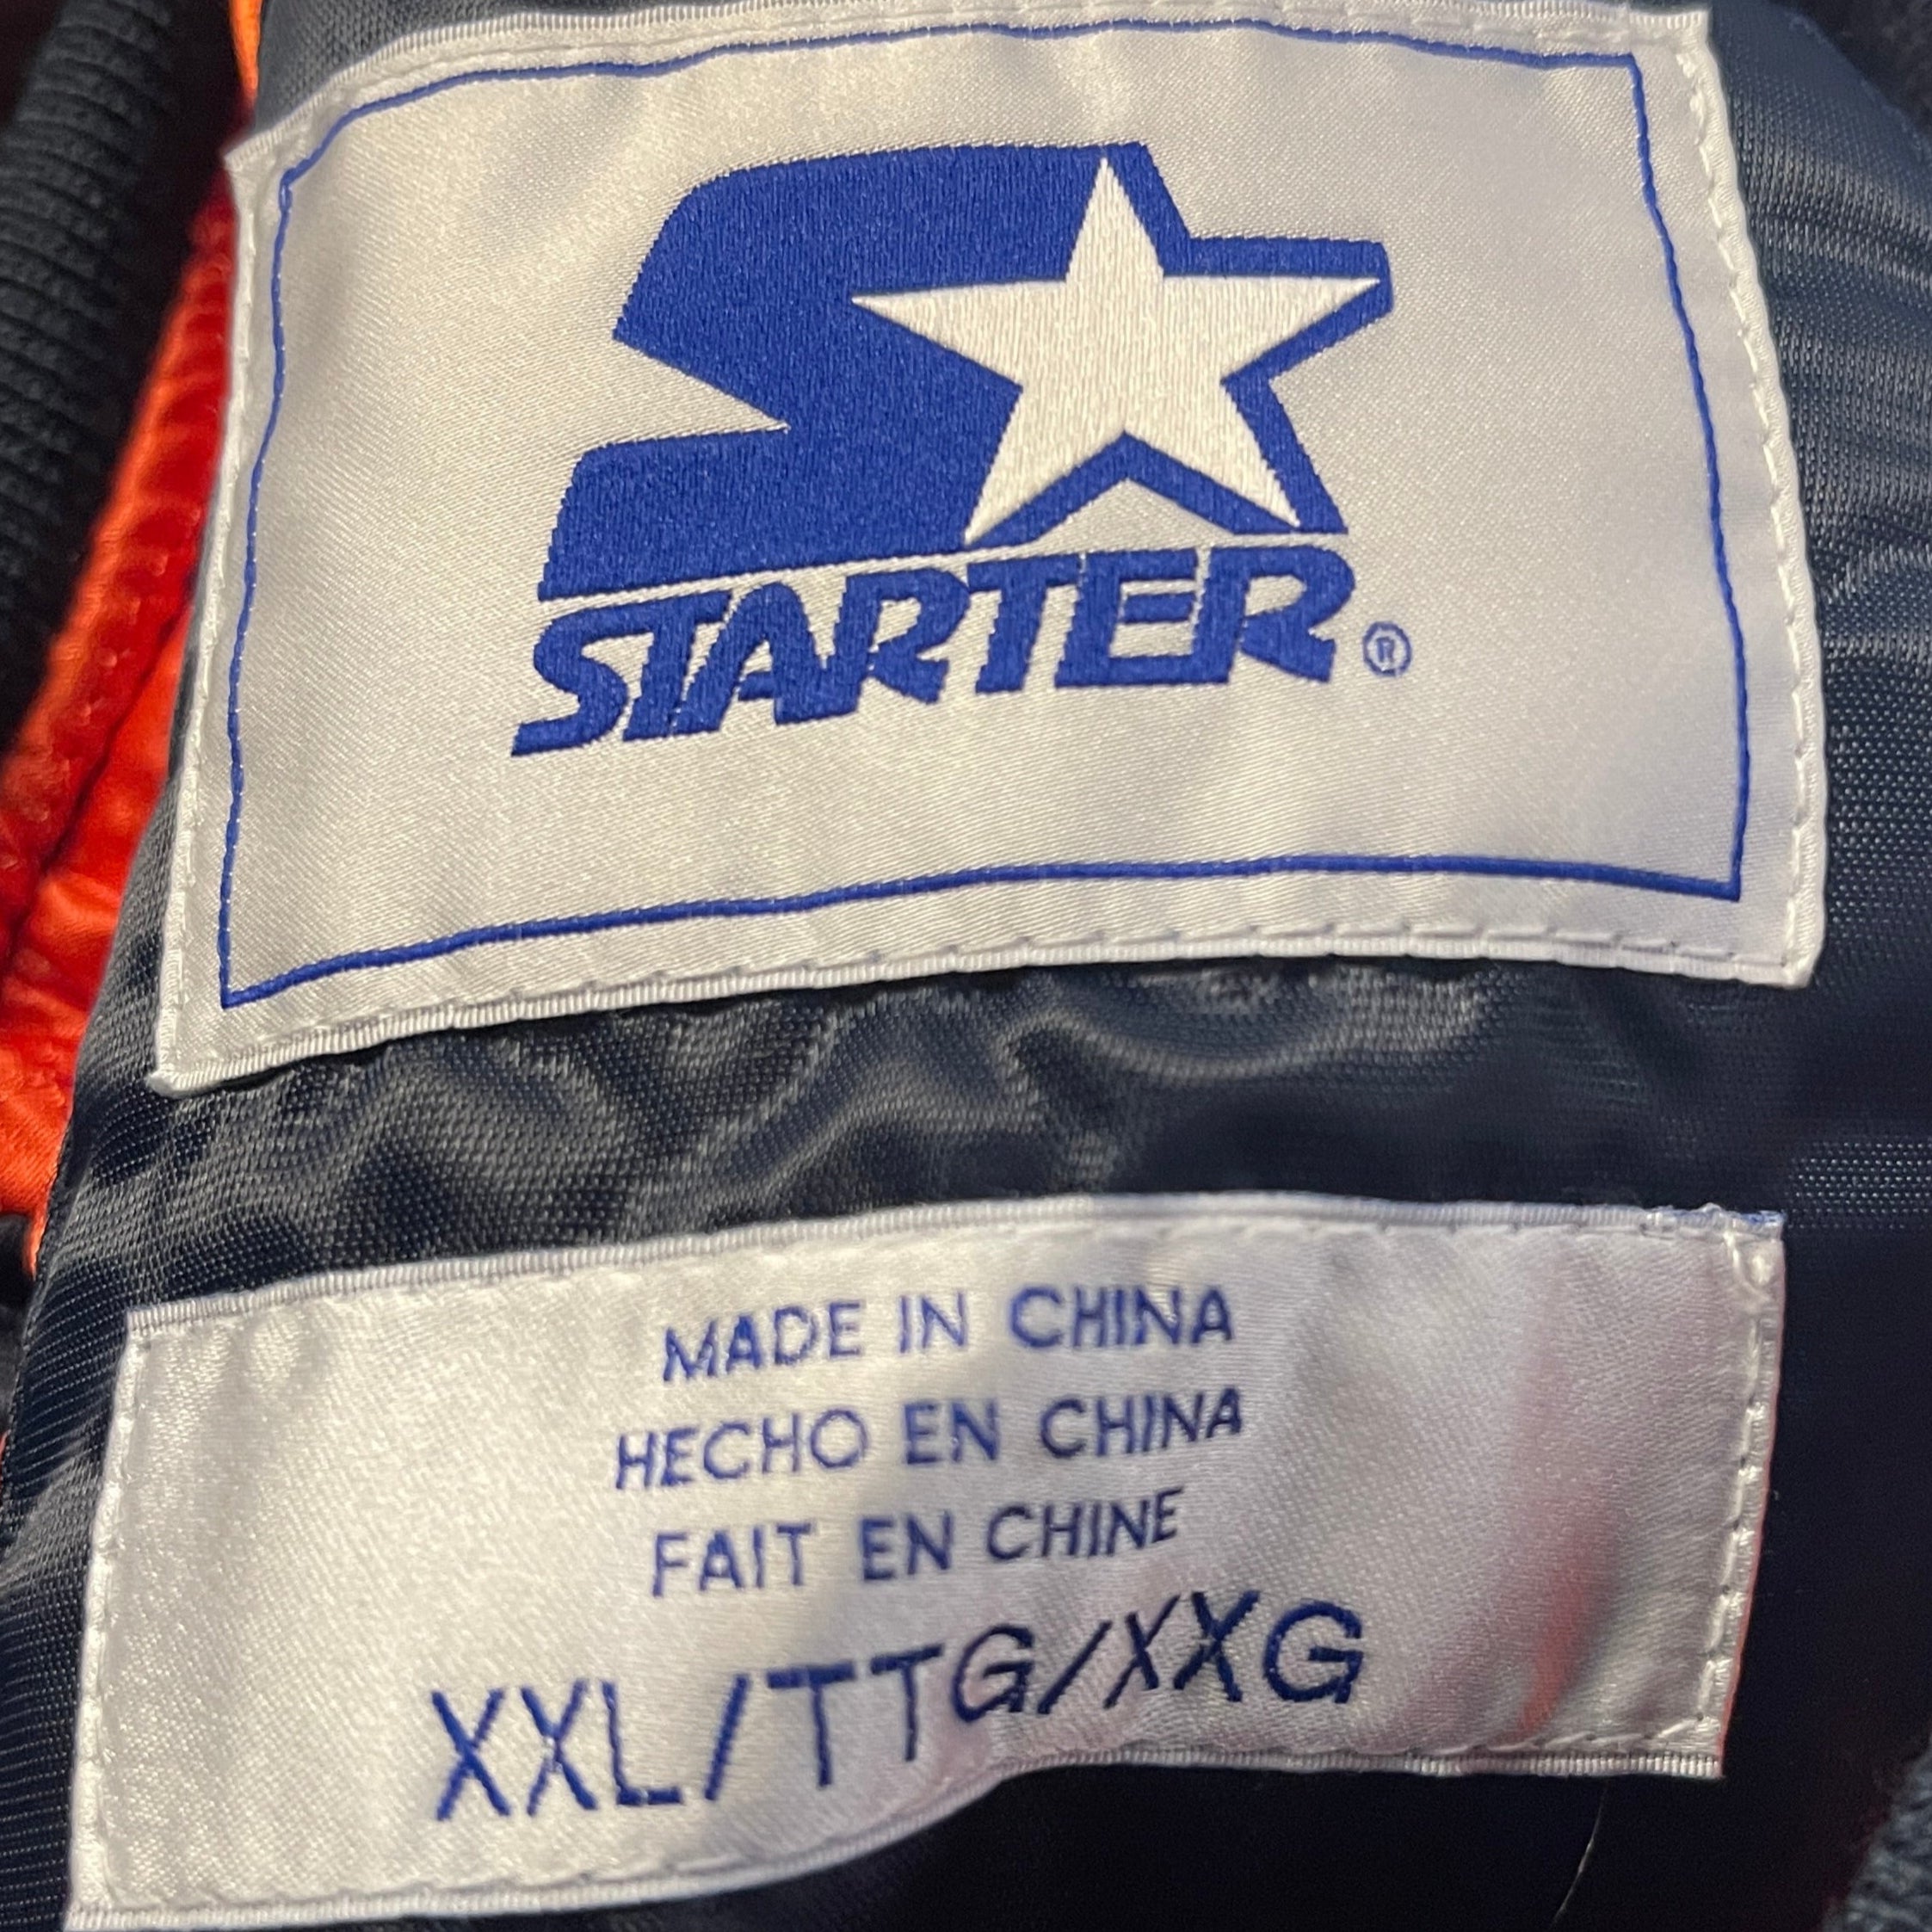 STARTER®
MADE IN CHINA
HECHO EN CHINA
FAIT EN CHINE
XXL/TTG/XXG